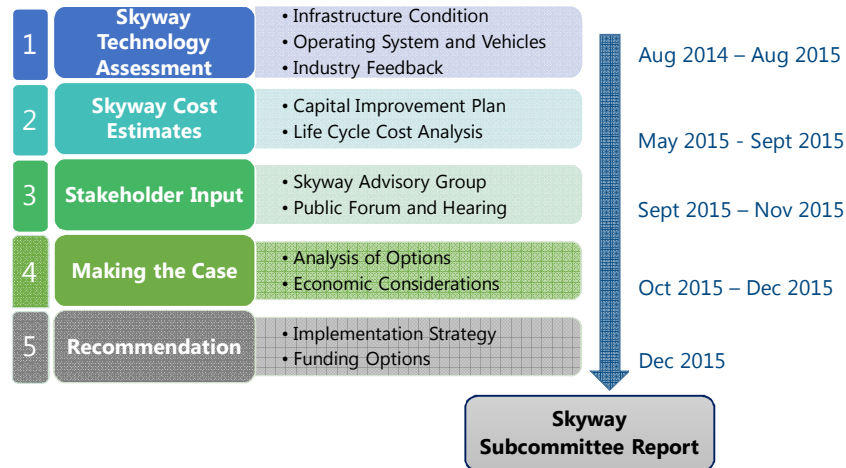 1
Skyway
Technology
Assessment
• Infrastructure Condition
• Operating System and Vehicles
• Industry Feedback
Aug 2014 – Aug 2015
2
Skyway Cost
Estimates
• Capital Improvement Plan
• Life Cycle Cost Analysis
May 2015 - Sept 2015
3
Stakeholder Input
• Skyway Advisory Group
• Public Forum and Hearing
Sept 2015 – Nov 2015
4
Making the Case
• Analysis of Options
• Economic Considerations
Oct 2015 – Dec 2015
5
Recommendation
• Implementation Strategy
• Funding Options
Dec 2015
Skyway
Subcommittee Report